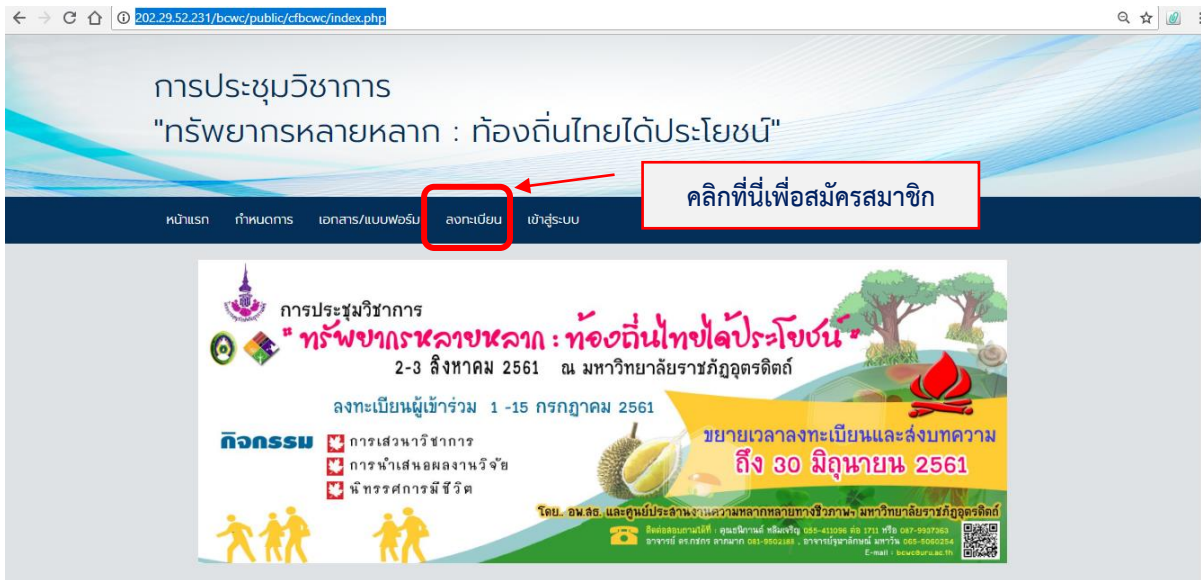 202.29.52.231/bcwc/public/cfbcwc/index.php
การประชุมวิชาการ
"ทรัพยากรหลายหลาก : ท้องถิ่นไทยได้ประโยชน์"
คลิกที่นี่เพื่อสมัครสมาชิก
หน้าแรก กำหนดการ เอกสาร/แบบฟอร์ม ลงทะเบียน เข้าสู่ระบบ
การประชุมวิชาการ
" ทรัพยากรหลายหลาก : ท้องถิ่นไทยได้ประโยชน์ "
2-3 สิงหาคม 2561 ณ มหาวิทยาลัยราชภัฏอุตรดิตถ์
ลงทะเบียนผู้เข้าร่วม 1 -15 กรกฎาคม 2561
กิจกรรม
การเสวนาวิชาการ
การนำเสนอผลงานวิจัย
นิทรรศการมีชีวิต
ขยายเวลาลงทะเบียนและส่งบทความ
ถึง 30 มิถุนายน 2561
โดย.. อพ.สธ. และศูนย์ประสานงานความหลากหลายทางชีวภาพฯ มหาวิทยาลัยราชภัฏอุตรดิตถ์
055-411096 ต่อ 1711 หรือ 087-9937363
081-9502188
065-5060254
E-mail : bcwc@uru.ac.th